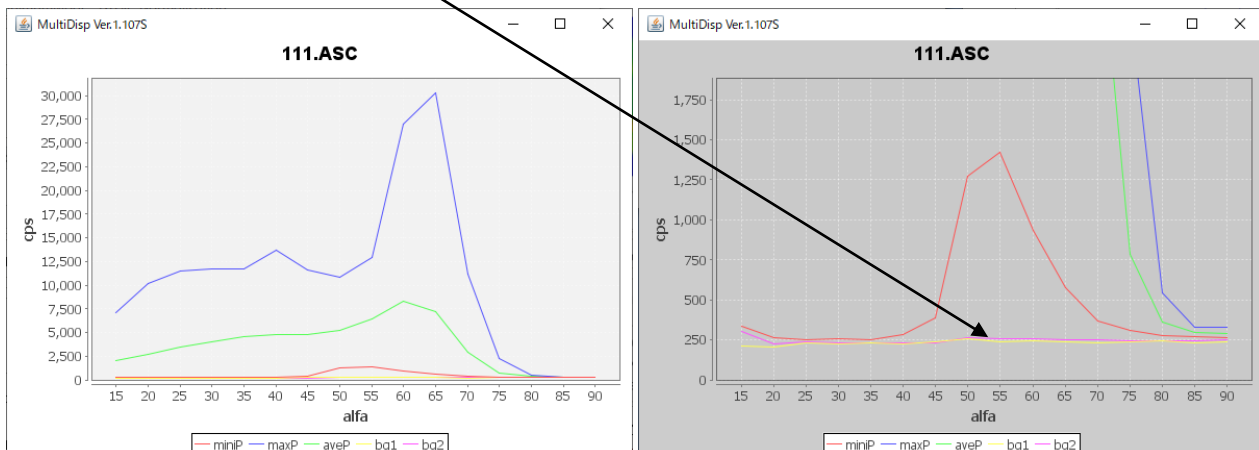 MultiDisp Ver.1.107S
111.ASC
30,000
27,500
25,000
22,500
20,000
17,500
15,000
12,500
10,000
7,500
5,000
2,500
0
cps
15 20 25 30 35 40 45 50 55 60 65 70 75 80 85 90
alfa
miniP maxP aveP bg1 bg2
MultiDisp Ver.1.107S
111.ASC
1,750
1,500
1,250
1,000
750
500
250
0
cps
15 20 25 30 35 40 45 50 55 60 65 70 75 80 85 90
alfa
miniP maxP aveP bg1 bg2